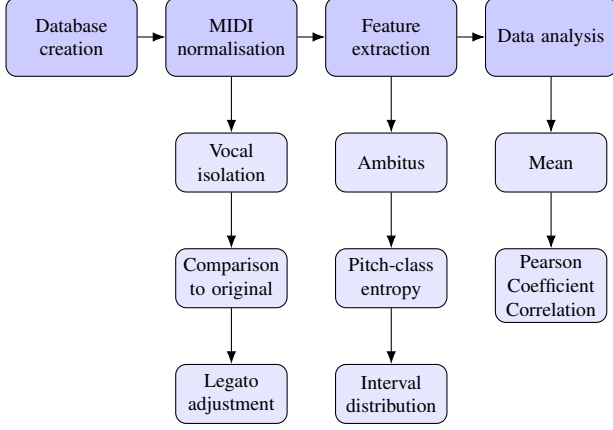 Database
creation
MIDI
normalisation
Feature
extraction
Data analysis
Vocal
isolation
Ambitus
Mean
Comparison
to original
Pitch-class
entropy
Pearson
Coefficient
Correlation
Legato
adjustment
Interval
distribution